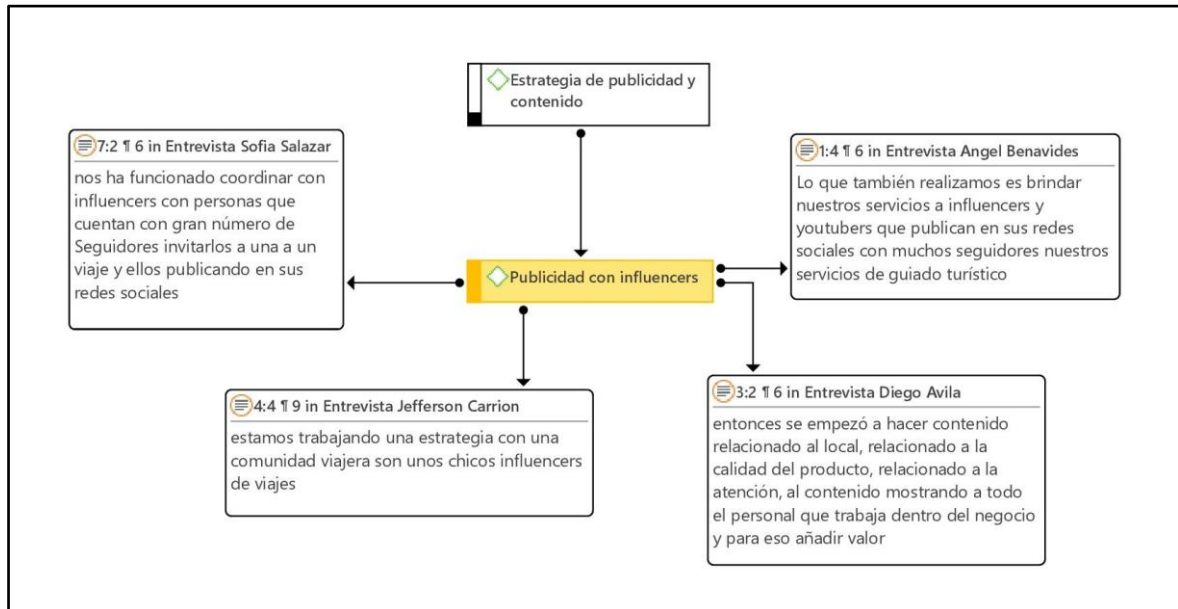 Estrategia de publicidad y
contenido
7:2 ¶ 6 in Entrevista Sofia Salazar
nos ha funcionado coordinar con
influencers con personas que
cuentan con gran número de
Seguidores invitarlos a una a un
viaje y ellos publicando en sus
redes sociales
1:4 ¶ 6 in Entrevista Angel Benavides
Lo que también realizamos es brindar
nuestros servicios a influencers y
youtubers que publican en sus redes
sociales con muchos seguidores nuestros
servicios de guiado turístico
Publicidad con influencers
4:4 ¶ 9 in Entrevista Jefferson Carrion
estamos trabajando una estrategia con una
comunidad viajera son unos chicos influencers
de viajes
3:2 ¶ 6 in Entrevista Diego Avila
entonces se empezó a hacer contenido
relacionado al local, relacionado a la
calidad del producto, relacionado a la
atención, al contenido mostrando a todo
el personal que trabaja dentro del negocio
y para eso añadir valor